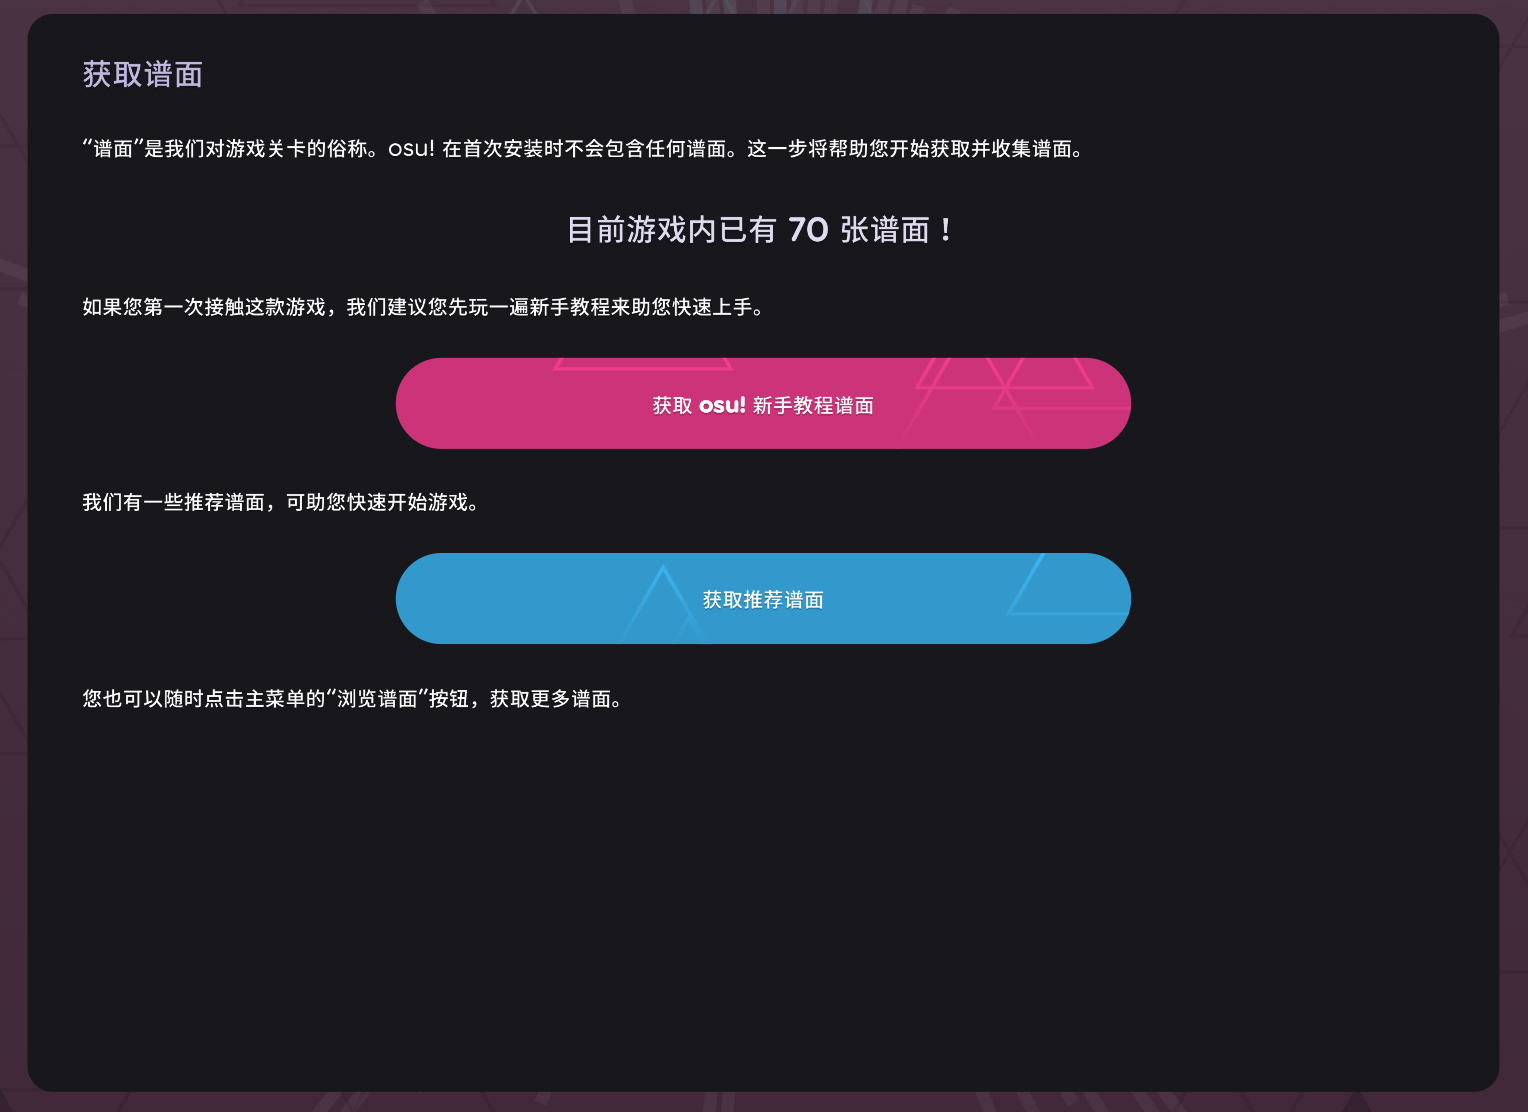 获取谱面
“谱面”是我们对游戏关卡的俗称。osu! 在首次安装时不会包含任何谱面。这一步将帮助您开始获取并收集谱面。
目前游戏内已有 70 张谱面！
如果您第一次接触这款游戏，我们建议您先玩一遍新手教程来助您快速上手。
获取 osu! 新手教程谱面
我们有一些推荐谱面，可助您快速开始游戏。
获取推荐谱面
您也可以随时点击主菜单的“浏览谱面”按钮，获取更多谱面。